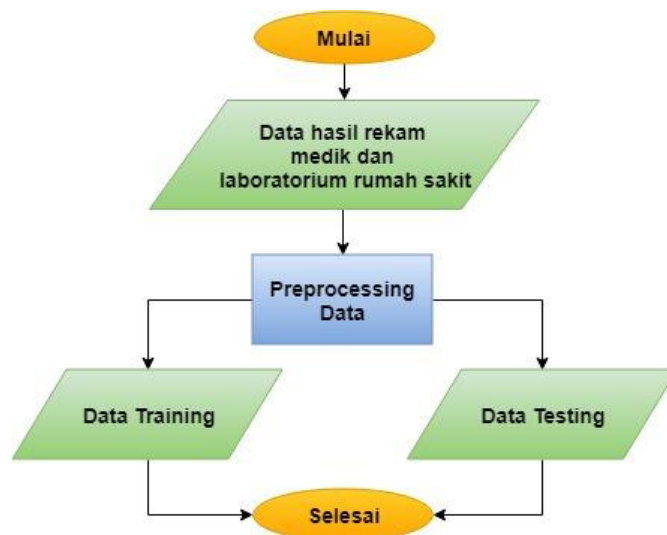 Mulai
Data hasil rekam
medik dan
laboratorium rumah sakit
Preprocessing
Data
Data Training
Data Testing
Selesai